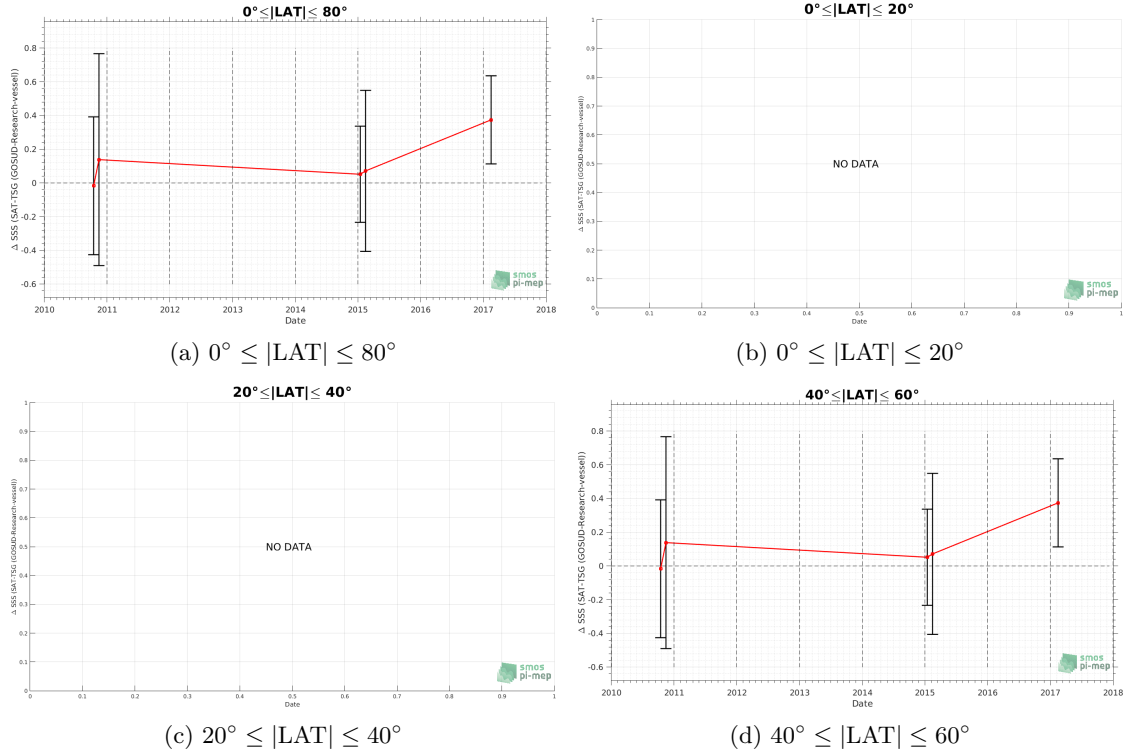 0°≤|LAT|≤ 80°
Δ SSS (SAT-TSG (GOSUD-Research-vessel))
0.8
0.6
0.4
0.2
0
-0.2
-0.4
-0.6
2010 2011 2012 2013 2014 2015 2016 2017 2018
Date
smos
pi-mep
(a) 0° ≤ |LAT| ≤ 80°
0°≤|LAT|≤ 20°
Δ SSS (SAT-TSG (GOSUD-Research-vessel))
1
0.9
0.8
0.7
0.6
0.5
0.4
0.3
0.2
0.1
0
NO DATA
0 0.1 0.2 0.3 0.4 0.5 0.6 0.7 0.8 0.9 1
Date
smos
pi-mep
(b) 0° ≤ |LAT| ≤ 20°
20°≤|LAT|≤ 40°
Δ SSS (SAT-TSG (GOSUD-Research-vessel))
1
0.9
0.8
0.7
0.6
0.5
0.4
0.3
0.2
0.1
0
NO DATA
0 0.1 0.2 0.3 0.4 0.5 0.6 0.7 0.8 0.9 1
Date
smos
pi-mep
(c) 20° ≤ |LAT| ≤ 40°
40°≤|LAT|≤ 60°
Δ SSS (SAT-TSG (GOSUD-Research-vessel))
0.8
0.6
0.4
0.2
0
-0.2
-0.4
-0.6
2010 2011 2012 2013 2014 2015 2016 2017 2018
Date
smos
pi-mep
(d) 40° ≤ |LAT| ≤ 60°